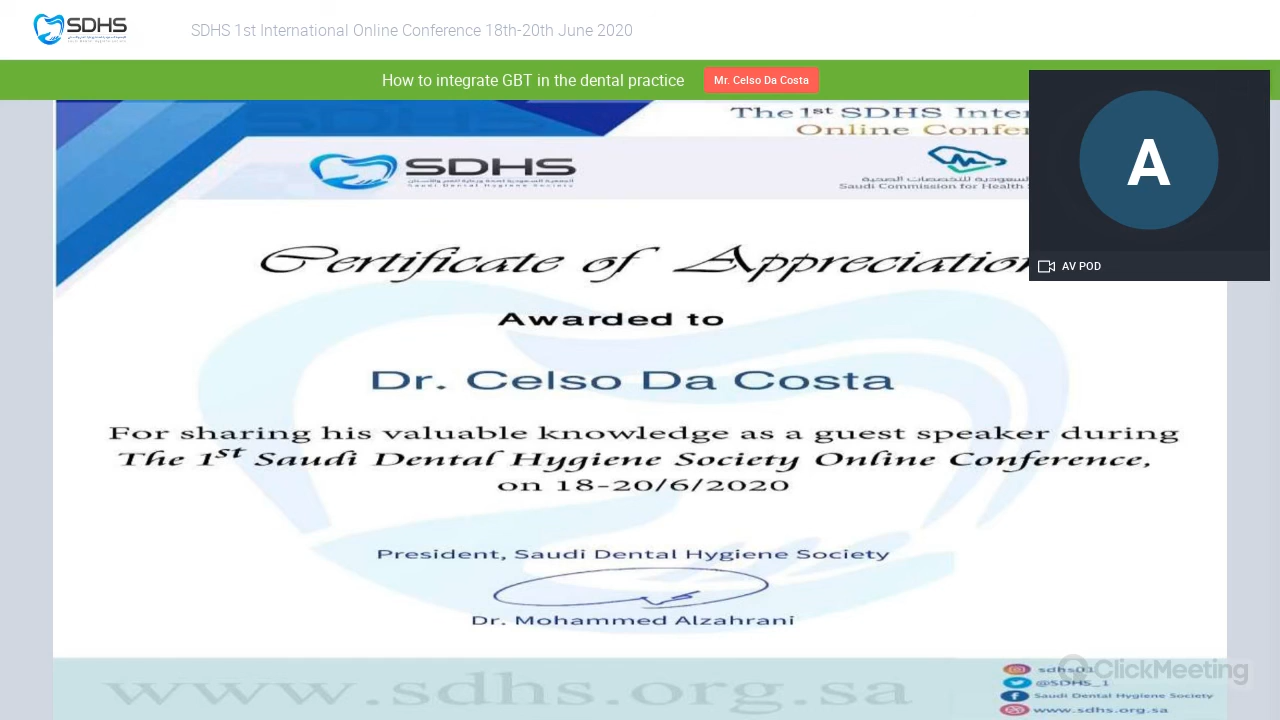 SDHS
SDHS 1st International Online Conference 18th-20th June 2020
How to integrate GBT in the dental practice
Mr. Celso Da Costa
The 1st SDHS Inter
Online Confer
SDHS
Saudi Dental Hygiene Society
السعودية للتخصصات الصحية
Saudi Commission for Health
A
AV POD
Certificate of Appreciation
Awarded to
Dr. Celso Da Costa
For sharing his valuable knowledge as a guest speaker during
The 1st Saudi Dental Hygiene Society Online Conference,
on 18-20/6/2020
President, Saudi Dental Hygiene Society
Dr. Mohammed Alzahrani
www.sdhs.org.sa
sdhs01
@SDHS_1
Saudi Dental Hygiene Society
www.sdhs.org.sa
ClickMeeting